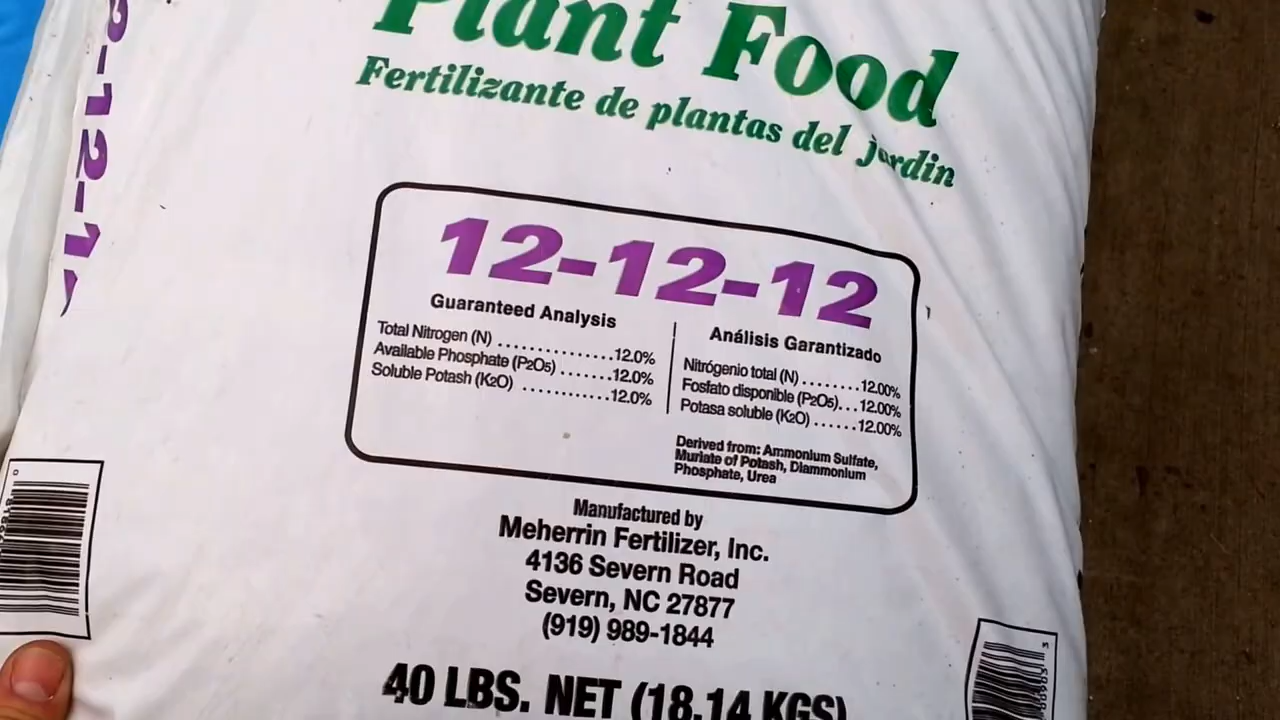 Plant Food
Fertilizante de plantas del jardin
12-12-12
Guaranteed Analysis
Total Nitrogen (N) ..............12.0%
Available Phosphate (P2O5) .......12.0%
Soluble Potash (K2O) ............12.0%
Análisis Garantizado
Nitrógenio total (N) ........12.00%
Fosfato disponible (P2O5)...12.00%
Potasa soluble (K2O) ......12.00%
Derived from: Ammonium Sulfate,
Muriate of Potash, Diammonium
Phosphate, Urea
Manufactured by
Meherrin Fertilizer, Inc.
4136 Severn Road
Severn, NC 27877
(919) 989-1844
40 LBS. NET (18.14 KGS)